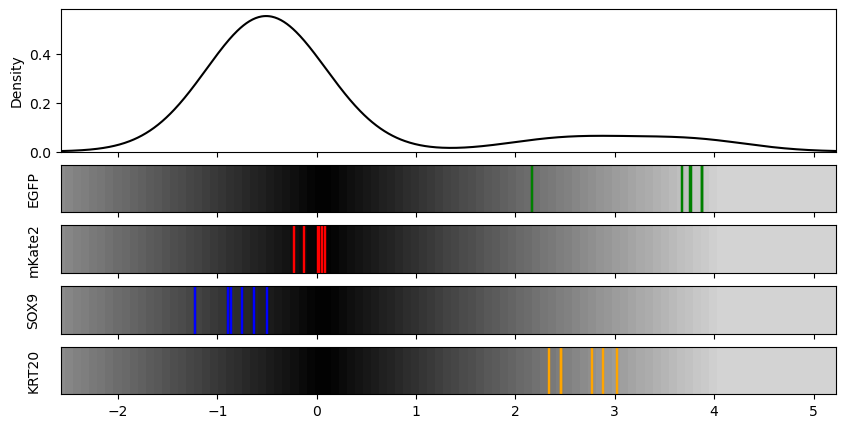 Density
0.4
0.2
0.0
EGFP
mKate2
SOX9
KRT20
−2 −1 0 1 2 3 4 5